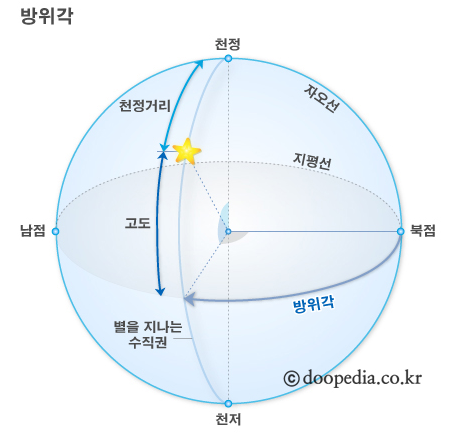 방위각
천정
자오선
천정거리
지평선
고도
남점
북점
방위각
별을 지나는
수직권
ⓒ doopedia.co.kr
천저